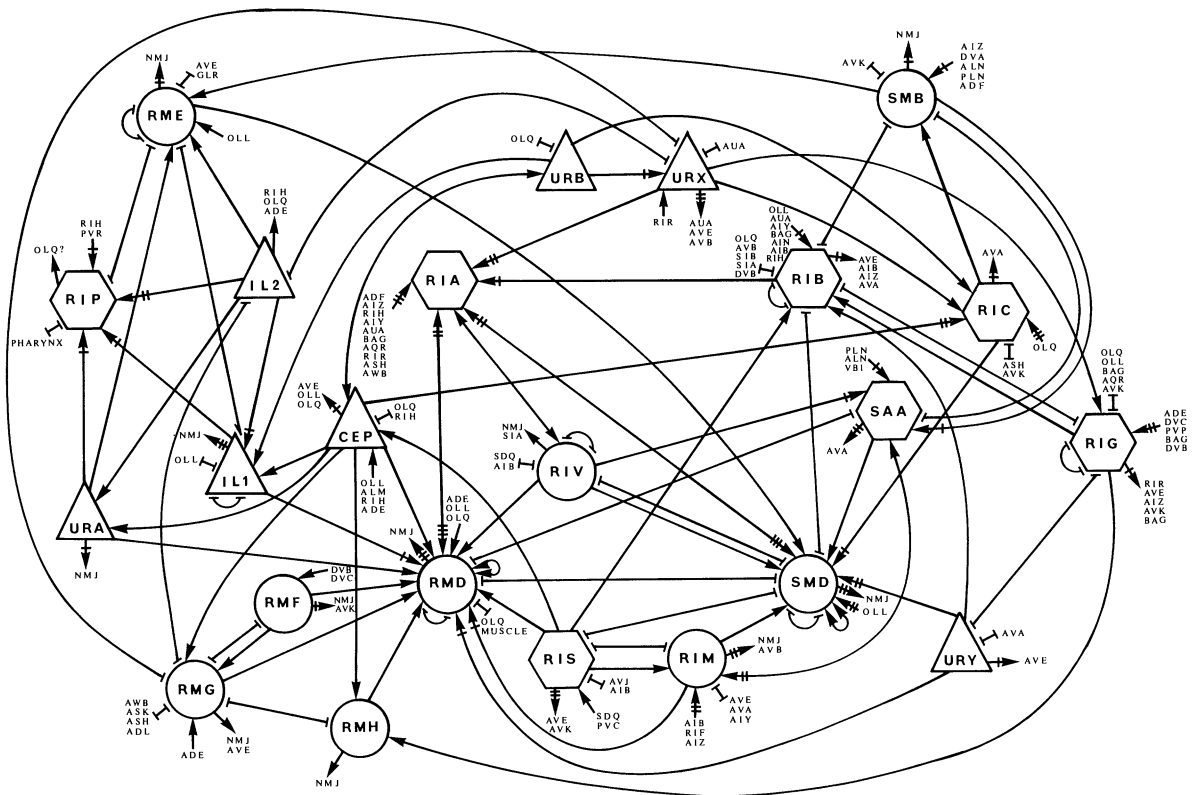 NMJ
AVE
GLR
RME
OLL
NMJ
AVK
AIZ
DVA
ALN
PLN
ADF
SMB
OLQ
URB
AUA
URX
RIR
AUA
AVE
AVB
RIH
OLQ
ADE
IL2
RIH
PVR
OLQ?
RIP
PHARYNX
RIA
ADF
AIZ
RIH
AIY
AUA
BAG
AQR
RIR
ASH
AWB
OLL
AUA
AIY
BAG
AIN
AIB
RIH
OLQ
AVB
SIB
SIA
DVB
RIB
AVE
AIB
AIZ
AVA
AVA
RIC
OLQ
ASH
AVK
PLN
ALN
VBI
SAA
AVA
OLQ
OLL
BAG
AQR
AVK
RIG
ADE
DVC
PVP
BAG
DVB
RIR
AVE
AIZ
AVK
BAG
AVE
OLL
OLQ
OLQ
RIH
CEP
OLL
ALM
RIH
ADE
NMJ
OLL
IL1
NMJ
SIA
SDQ
AIB
RIV
URA
NMJ
ADE
OLL
OLQ
NMJ
RMD
OLQ
MUSCLE
DVB
DVC
RMF
NMJ
AVK
SMD
NMJ
OLL
RIS
AVJ
AIB
AVE
AVK
SDQ
PVC
RIM
NMJ
AVB
AVE
AVA
AIY
AIB
RIF
AIZ
URY
AVA
AVE
RMG
AWB
ASK
ASH
ADL
ADE
NMJ
AVE
RMH
NMJ